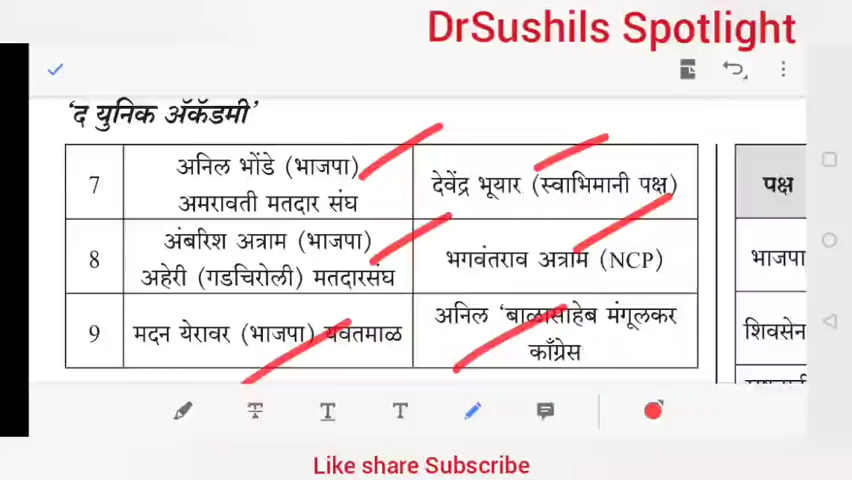 DrSushils Spotlight
'द युनिक अ‍ॅकॅडमी'
7
अनिल भोंडे (भाजपा)
अमरावती मतदार संघ
देवेंद्र भूयार (स्वाभिमानी पक्ष)
8
अंबरिश अत्राम (भाजपा)
अहेरी (गडचिरोली) मतदारसंघ
भगवंतराव अत्राम (NCP)
9
मदन येरावर (भाजपा) यवतमाळ
अनिल 'बाळासाहेब मंगूलकर
काँग्रेस
पक्ष
भाजपा
शिवसेन
T
T
T
Like share Subscribe